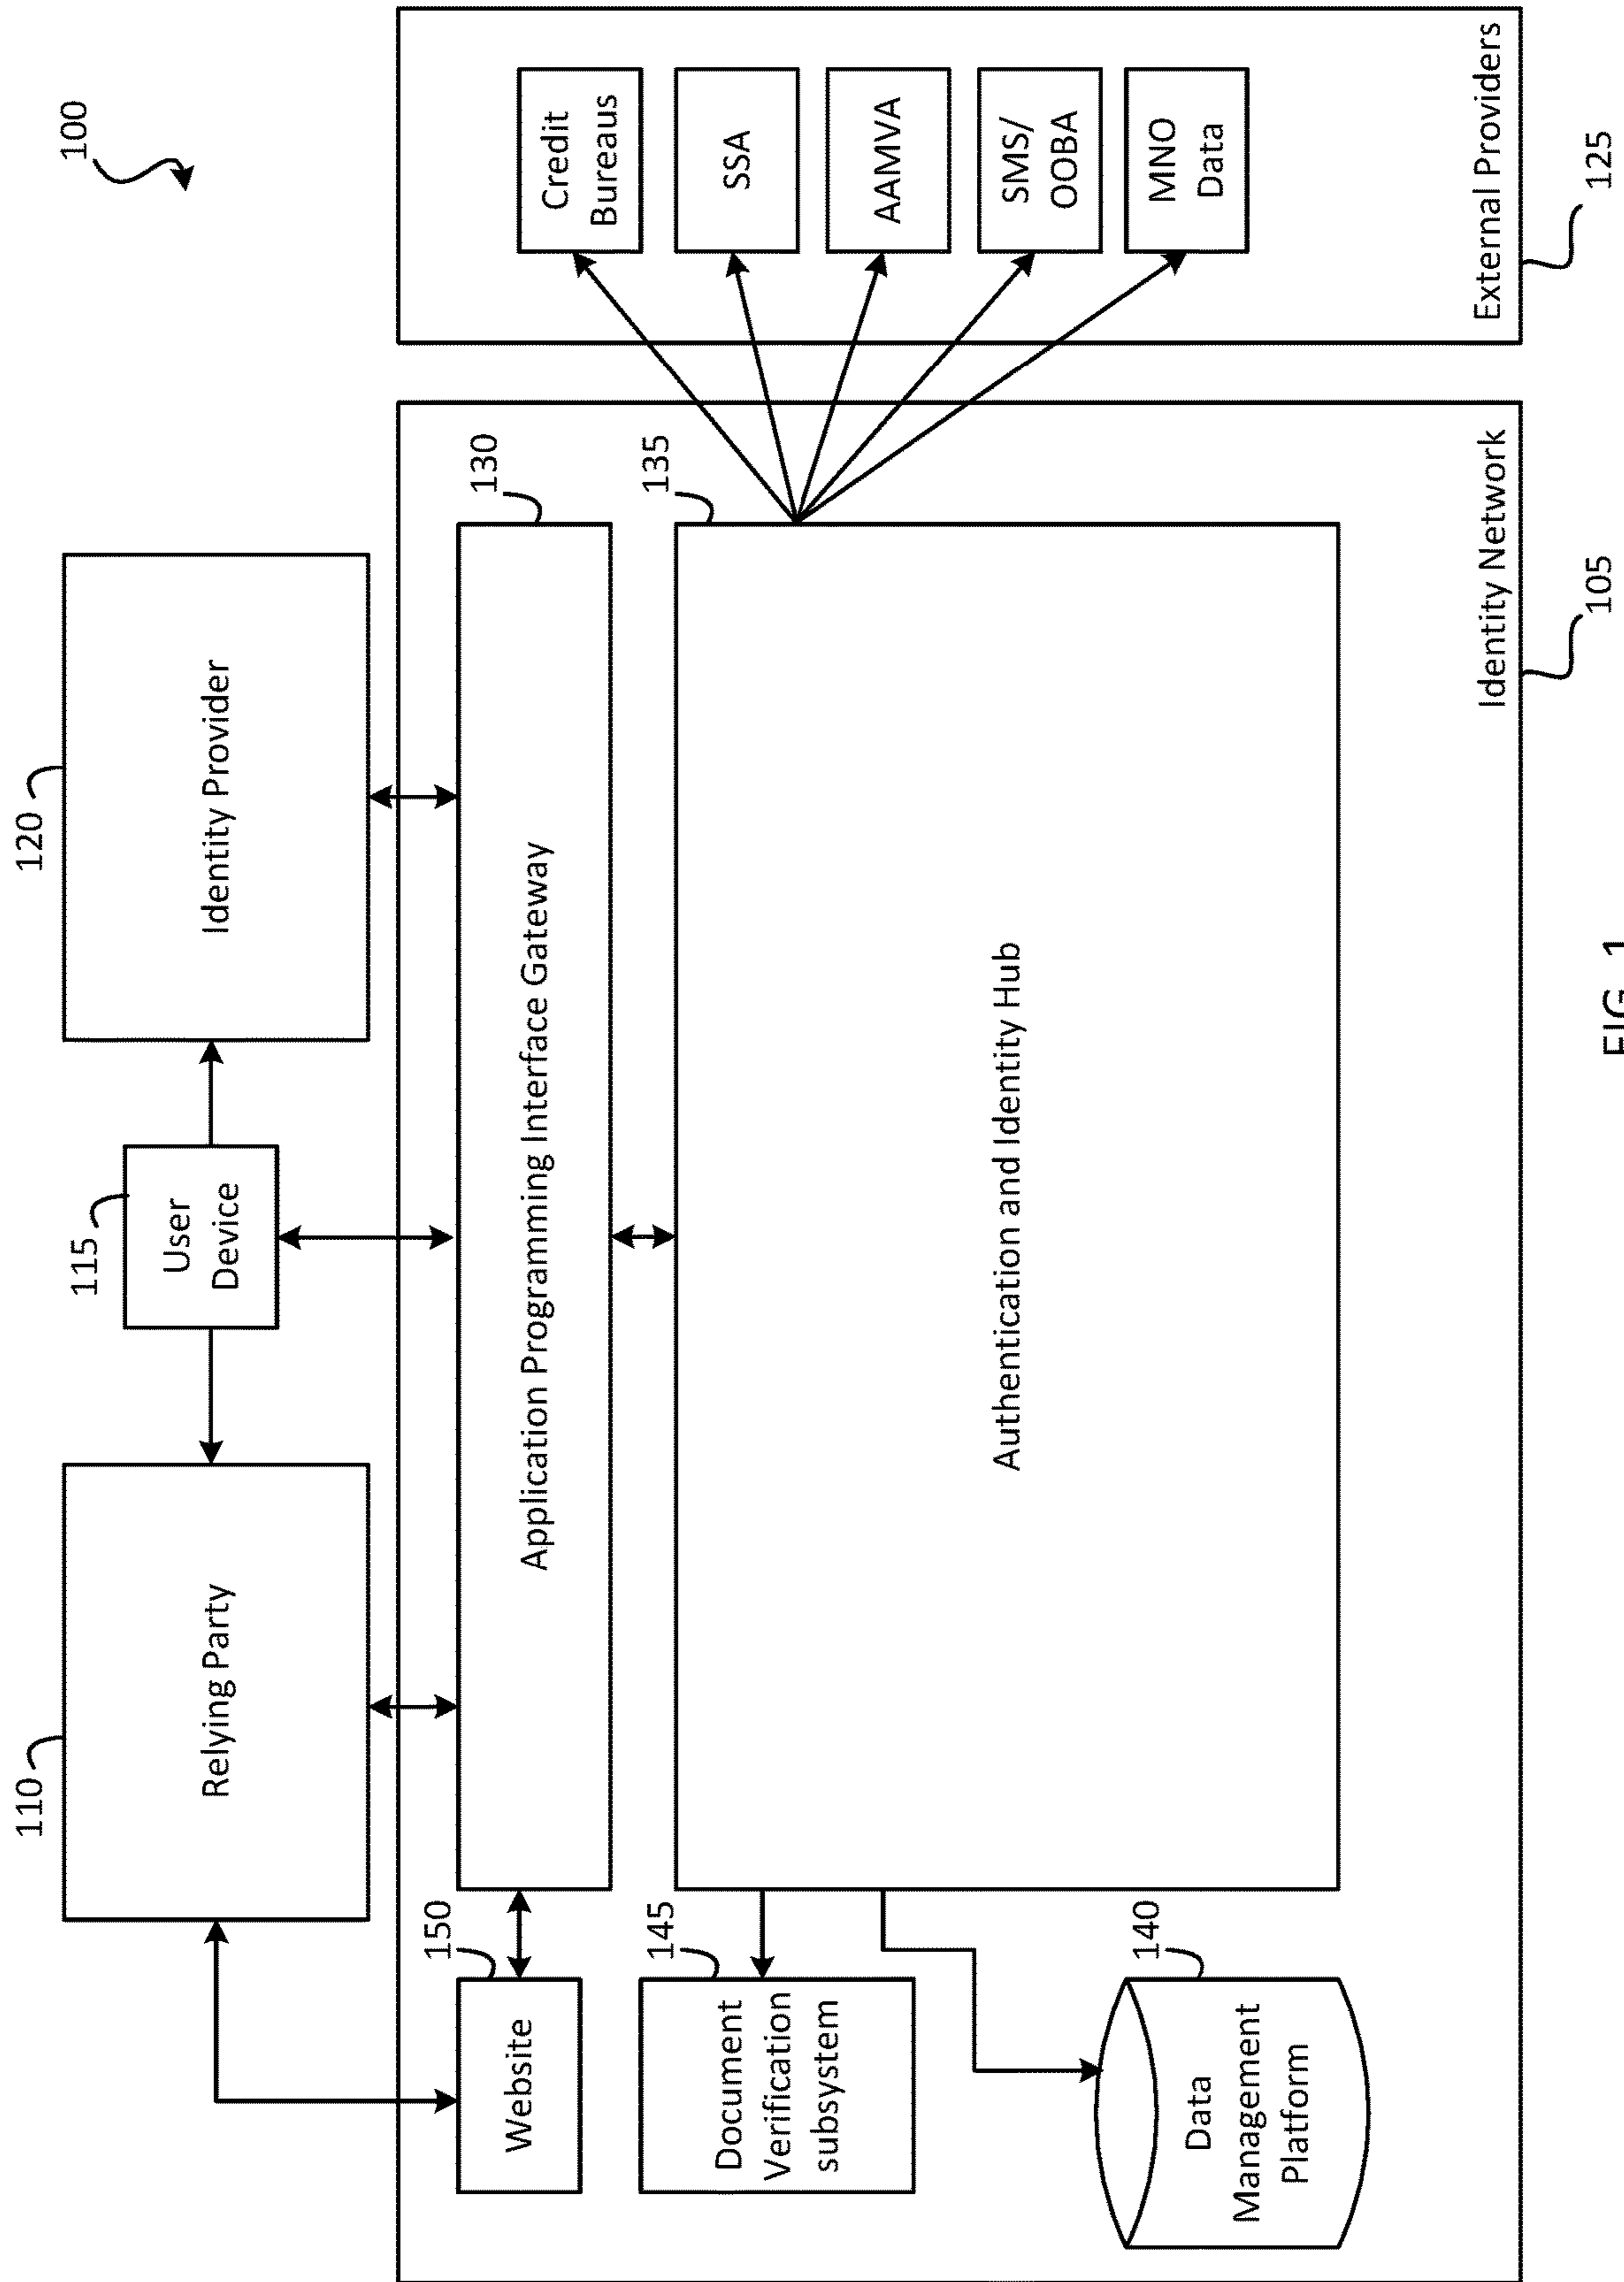 100
110
Relying Party
115
User
Device
120
Identity Provider
150
Website
130
Application Programming Interface Gateway
145
Document
Verification
subsystem
135
Authentication and Identity Hub
140
Data
Management
Platform
Identity Network
105
Credit
Bureaus
SSA
AAMVA
SMS/
OOBA
MNO
Data
External Providers
125
FIG. 1